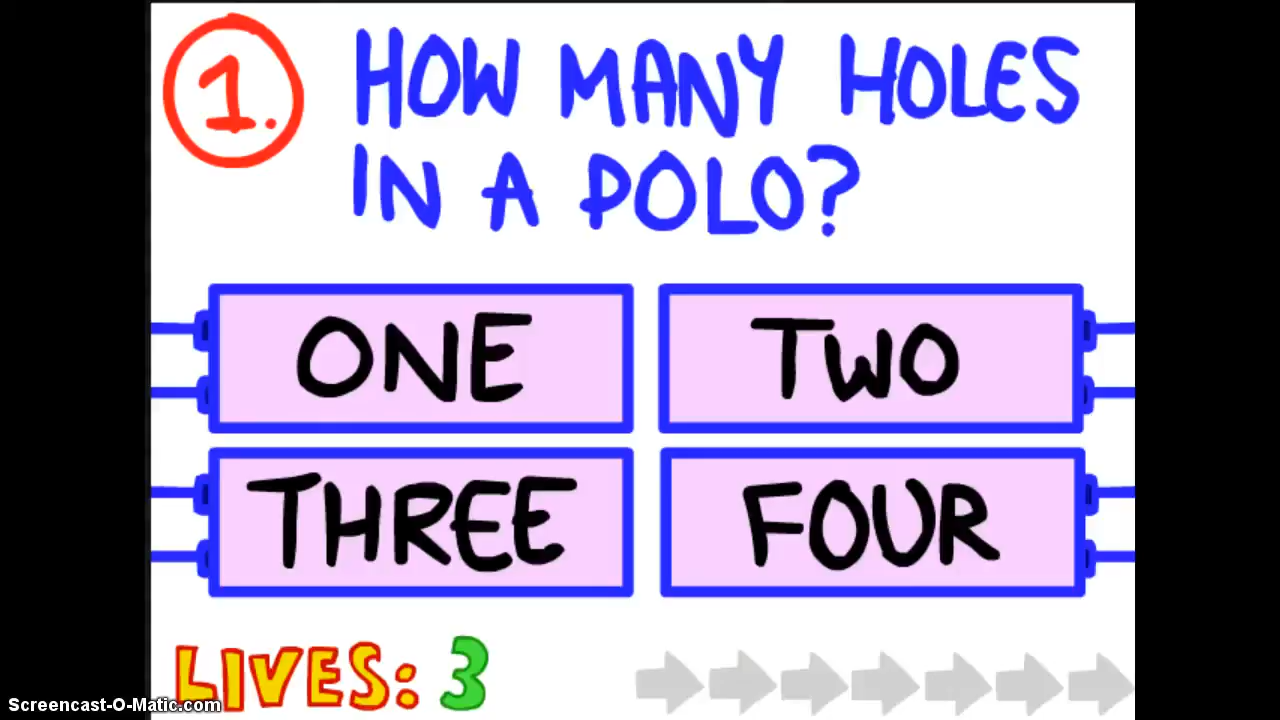 1. HOW MANY HOLES
IN A POLO?
ONE
TWO
THREE
FOUR
LIVES: 3
Screencast-O-Matic.com